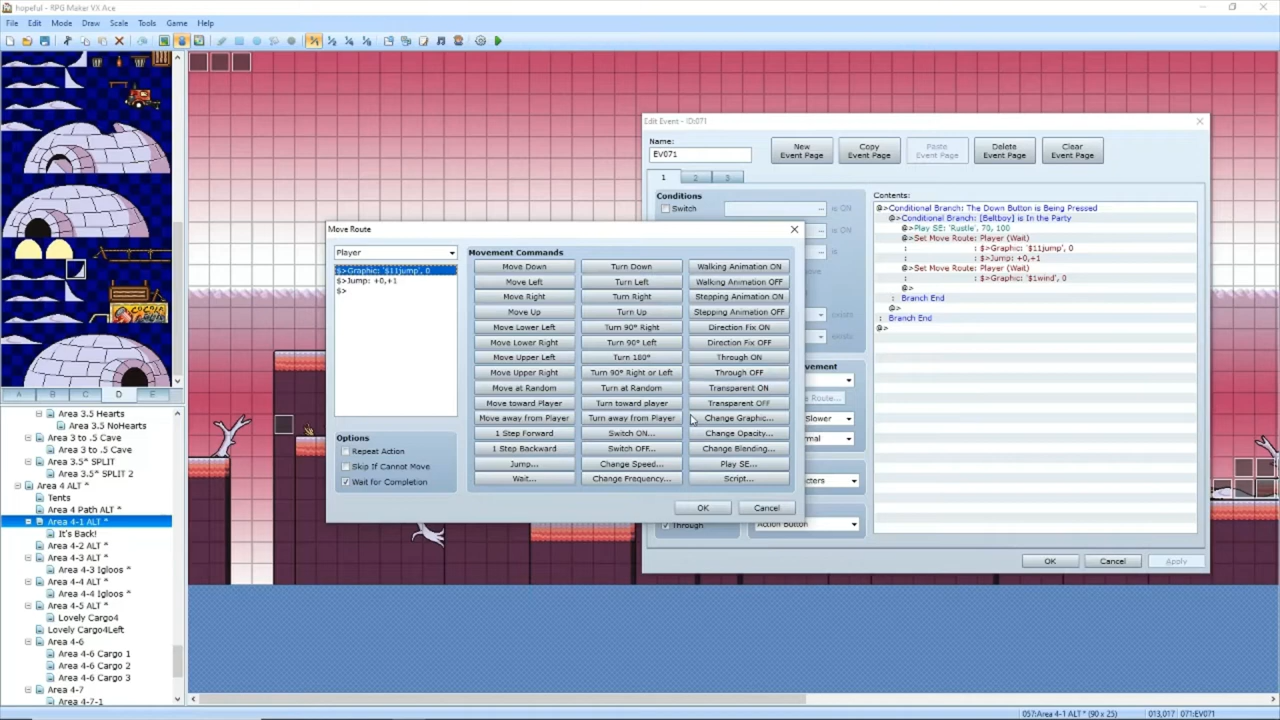 hopeful - RPG Maker VX Ace
File Edit Mode Draw Scale Tools Game Help
A B C D E
Area 3.5 Hearts
Area 3.5 NoHearts
Area 3 to .5 Cave
Area 3 to .5 Cave
Area 3.5* SPLIT
Area 3.5* SPLIT 2
Area 4 ALT ^
Tents
Area 4 Path ALT ^
Area 4-1 ALT ^
It's Back!
Area 4-2 ALT ^
Area 4-3 ALT ^
Area 4-3 Igloos ^
Area 4-4 ALT ^
Area 4-4 Igloos ^
Area 4-5 ALT ^
Lovely Cargo4
Lovely Cargo4Left
Area 4-6
Area 4-6 Cargo 1
Area 4-6 Cargo 2
Area 4-6 Cargo 3
Area 4-7
Area 4-7-1
Edit Event - ID:071
Name:
EV071
New Event Page
Copy Event Page
Paste Event Page
Delete Event Page
Clear Event Page
1 2 3
Conditions
Switch ... is ON
Contents:
@>Conditional Branch: The Down Button is Being Pressed
@>Conditional Branch: [Bellboy] is In the Party
@>Play SE: 'Rustle', 70, 100
@>Set Move Route: Player (Wait)
: : $>Graphic: '$11jump', 0
: : $>Jump: +0,+1
@>Set Move Route: Player (Wait)
: : $>Graphic: '$1wnd', 0
@>
: Branch End
@>
: Branch End
@>
Move Route
Player
$>Graphic: '$11jump', 0
$>Jump: +0,+1
$>
Options
Repeat Action
Skip If Cannot Move
Wait for Completion
Movement Commands
Move Down Turn Down Walking Animation ON
Move Left Turn Left Walking Animation OFF
Move Right Turn Right Stepping Animation ON
Move Up Turn Up Stepping Animation OFF
Move Lower Left Turn 90° Right Direction Fix ON
Move Lower Right Turn 90° Left Direction Fix OFF
Move Upper Left Turn 180° Through ON
Move Upper Right Turn 90° Right or Left Through OFF
Move at Random Turn at Random Transparent ON
Move toward Player Turn toward player Transparent OFF
Move away from Player Turn away from Player Change Graphic...
1 Step Forward Switch ON... Change Opacity...
1 Step Backward Switch OFF... Change Blending...
Jump... Change Speed... Play SE...
Wait... Change Frequency... Script...
OK Cancel
vement
Route...
Slower
mal
cters
Through
Action Button
OK Cancel Apply
057:Area 4-1 ALT ^ (90 x 25) 013,017 071:EV071